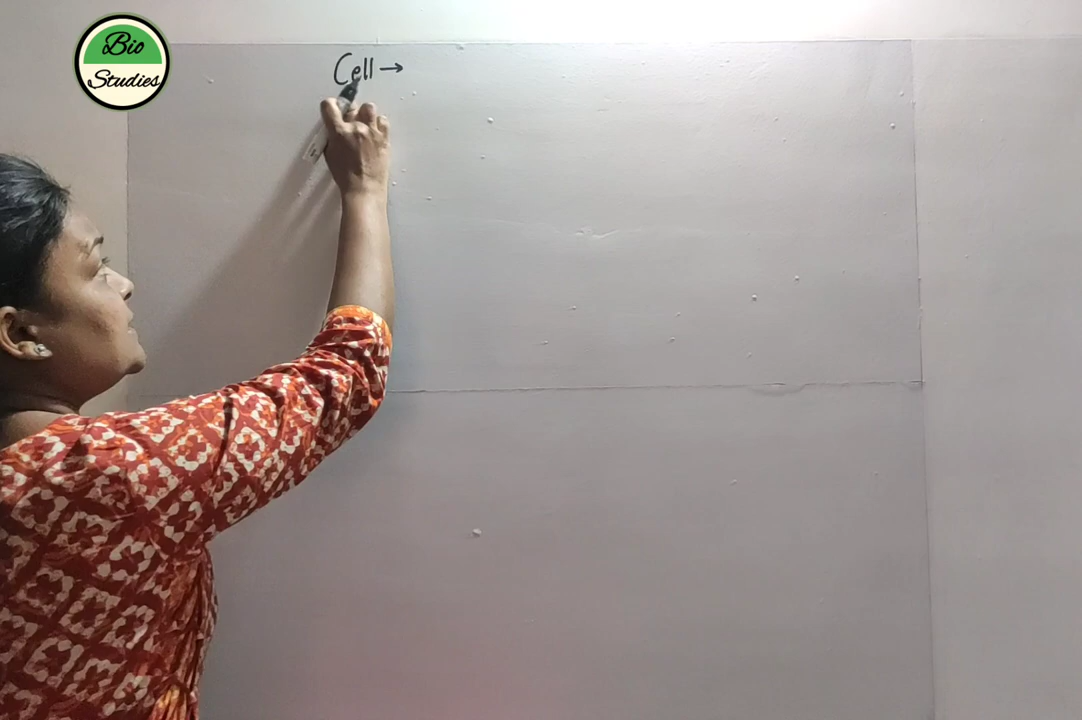 Bio
Studies
Cell →